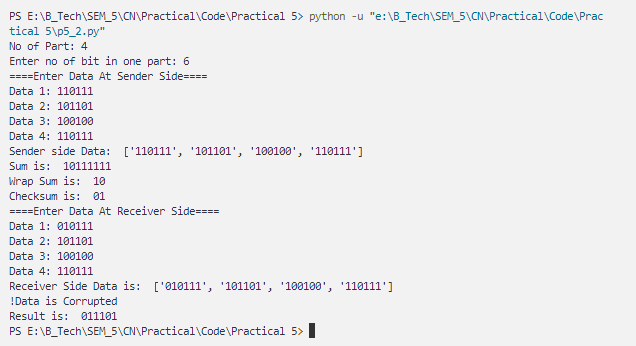 PS E:\B_Tech\SEM_5\CN\Practical\Code\Practical 5> python -u "e:\B_Tech\SEM_5\CN\Practical\Code\Prac
tical 5\p5_2.py"
No of Part: 4
Enter no of bit in one part: 6
====Enter Data At Sender Side====
Data 1: 110111
Data 2: 101101
Data 3: 100100
Data 4: 110111
Sender side Data:  ['110111', '101101', '100100', '110111']
Sum is:  10111111
Wrap Sum is:  10
Checksum is:  01
====Enter Data At Receiver Side====
Data 1: 010111
Data 2: 101101
Data 3: 100100
Data 4: 110111
Receiver Side Data is:  ['010111', '101101', '100100', '110111']
!Data is Corrupted
Result is:  011101
PS E:\B_Tech\SEM_5\CN\Practical\Code\Practical 5>